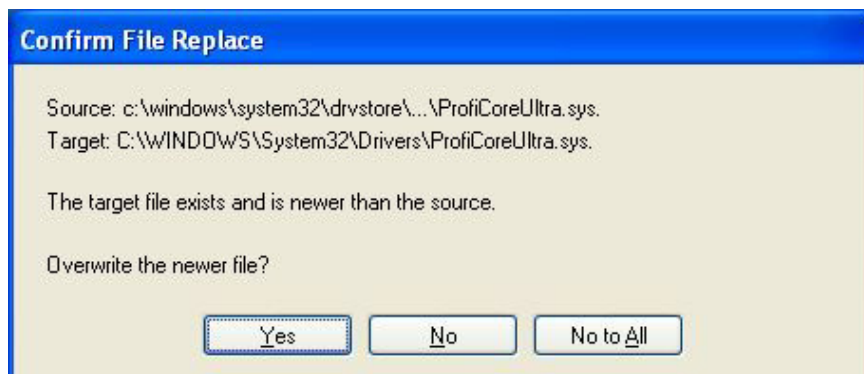 Confirm File Replace
Source: c:\windows\system32\drvstore\...\ProfiCoreUltra.sys.
Target: C:\WINDOWS\System32\Drivers\ProfiCoreUltra.sys.
The target file exists and is newer than the source.
Overwrite the newer file?
Yes No No to All